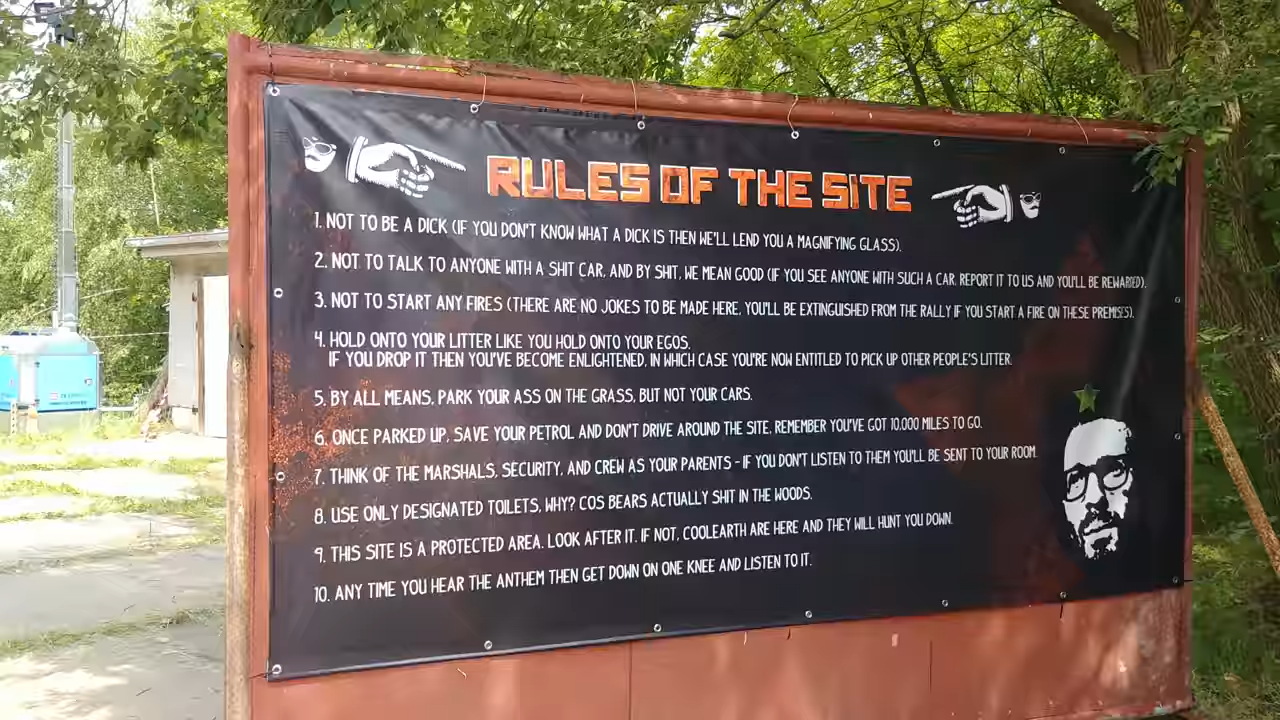 RULES OF THE SITE
1. NOT TO BE A DICK (IF YOU DON'T KNOW WHAT A DICK IS THEN WE'LL LEND YOU A MAGNIFYING GLASS).
2. NOT TO TALK TO ANYONE WITH A SHIT CAR, AND BY SHIT, WE MEAN GOOD (IF YOU SEE ANYONE WITH SUCH A CAR, REPORT IT TO US AND YOU'LL BE REWARDED).
3. NOT TO START ANY FIRES (THERE ARE NO JOKES TO BE MADE HERE, YOU'LL BE EXTINGUISHED FROM THE RALLY IF YOU START A FIRE ON THESE PREMISES).
4. HOLD ONTO YOUR LITTER LIKE YOU HOLD ONTO YOUR EGOS.
IF YOU DROP IT THEN YOU'VE BECOME ENLIGHTENED, IN WHICH CASE YOU'RE NOW ENTITLED TO PICK UP OTHER PEOPLE'S LITTER.
5. BY ALL MEANS, PARK YOUR ASS ON THE GRASS, BUT NOT YOUR CARS.
6. ONCE PARKED UP, SAVE YOUR PETROL AND DON'T DRIVE AROUND THE SITE, REMEMBER YOU'VE GOT 10,000 MILES TO GO.
7. THINK OF THE MARSHALS, SECURITY, AND CREW AS YOUR PARENTS - IF YOU DON'T LISTEN TO THEM YOU'LL BE SENT TO YOUR ROOM.
8. USE ONLY DESIGNATED TOILETS, WHY? COS BEARS ACTUALLY SHIT IN THE WOODS.
9. THIS SITE IS A PROTECTED AREA. LOOK AFTER IT. IF NOT, COOLEARTH ARE HERE AND THEY WILL HUNT YOU DOWN.
10. ANY TIME YOU HEAR THE ANTHEM THEN GET DOWN ON ONE KNEE AND LISTEN TO IT.